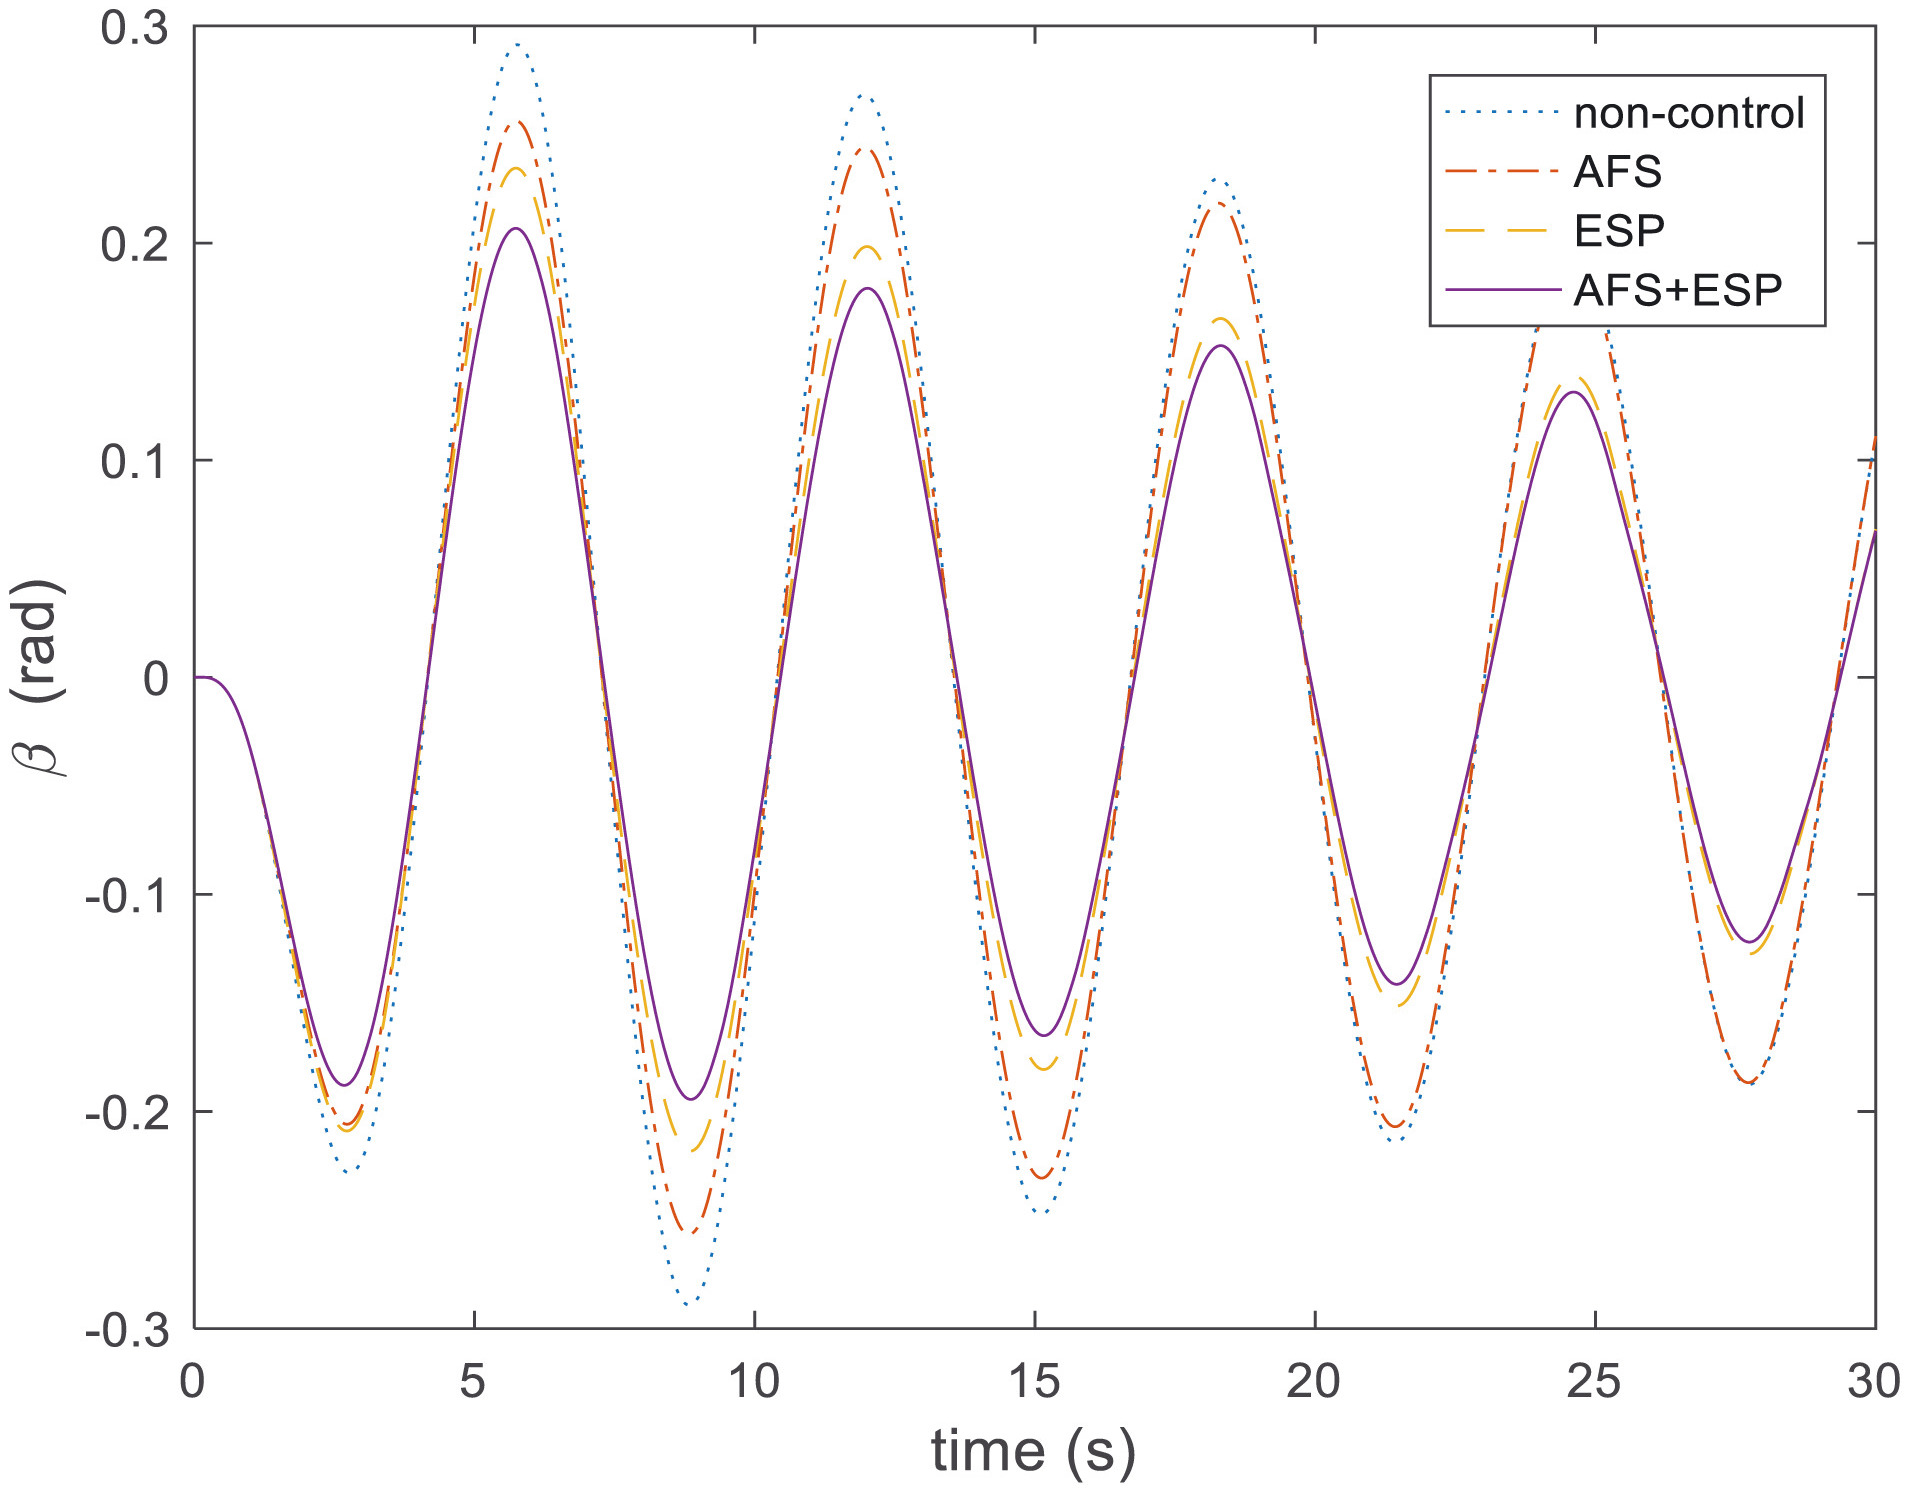 0.3
0.2
0.1
0
-0.1
-0.2
-0.3
β (rad)
0 5 10 15 20 25 30
time (s)
non-control
AFS
ESP
AFS+ESP